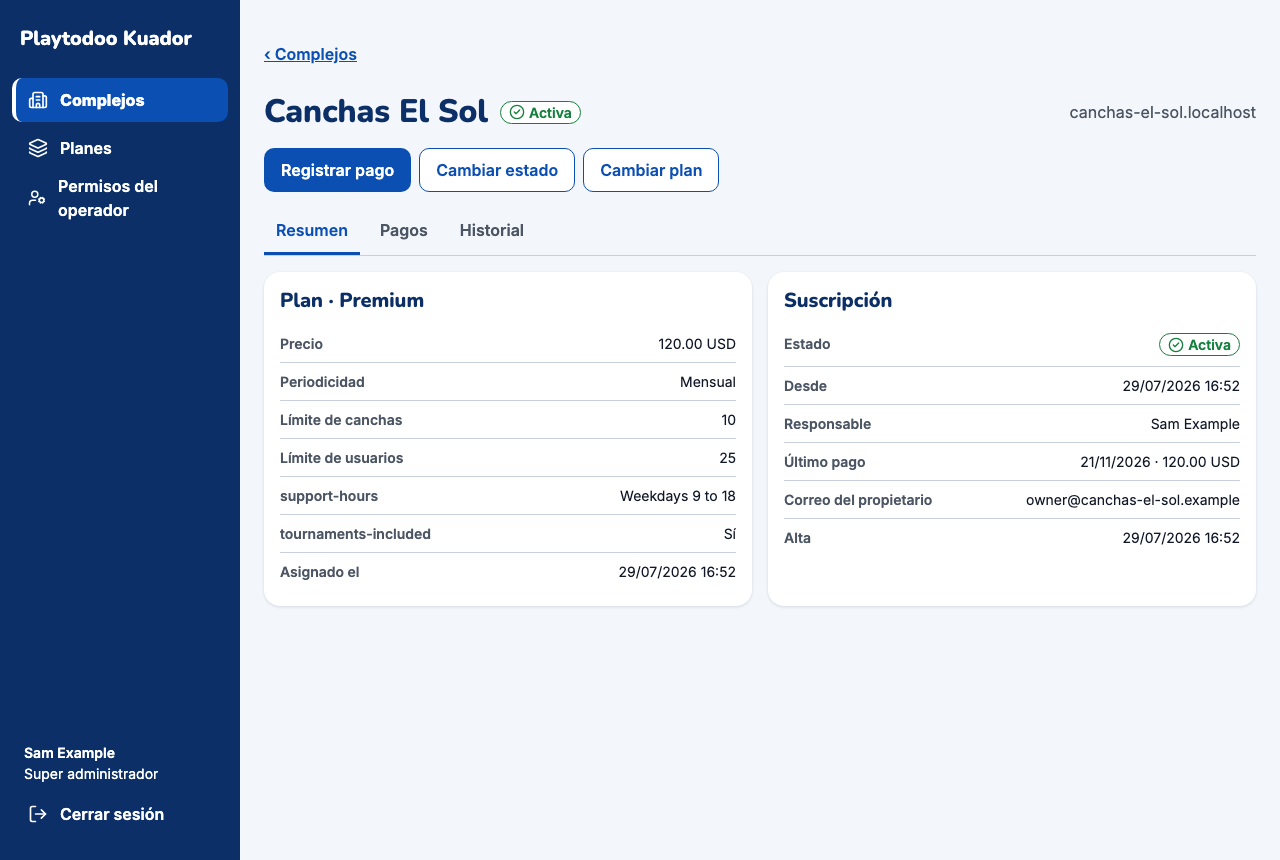 Playtodoo Kuador
Complejos
Planes
Permisos del
operador
Sam Example
Super administrador
Cerrar sesión
‹ Complejos
Canchas El Sol
Activa
canchas-el-sol.localhost
Registrar pago
Cambiar estado
Cambiar plan
Resumen
Pagos
Historial
Plan · Premium
Precio 120.00 USD
Periodicidad Mensual
Límite de canchas 10
Límite de usuarios 25
support-hours Weekdays 9 to 18
tournaments-included Sí
Asignado el 29/07/2026 16:52
Suscripción
Estado Activa
Desde 29/07/2026 16:52
Responsable Sam Example
Último pago 21/11/2026 · 120.00 USD
Correo del propietario owner@canchas-el-sol.example
Alta 29/07/2026 16:52